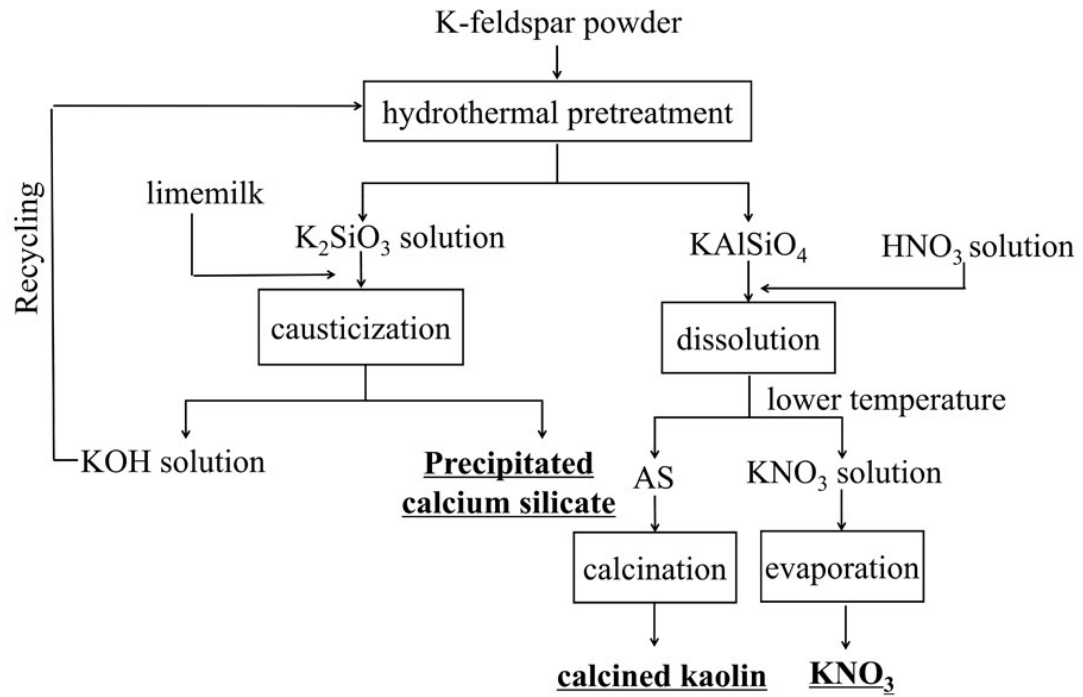 K-feldspar powder
hydrothermal pretreatment
Recycling
limemilk
K₂SiO₃ solution
KAlSiO₄
HNO₃ solution
causticization
dissolution
lower temperature
KOH solution
Precipitated
calcium silicate
AS
KNO₃ solution
calcination
evaporation
calcined kaolin
KNO₃